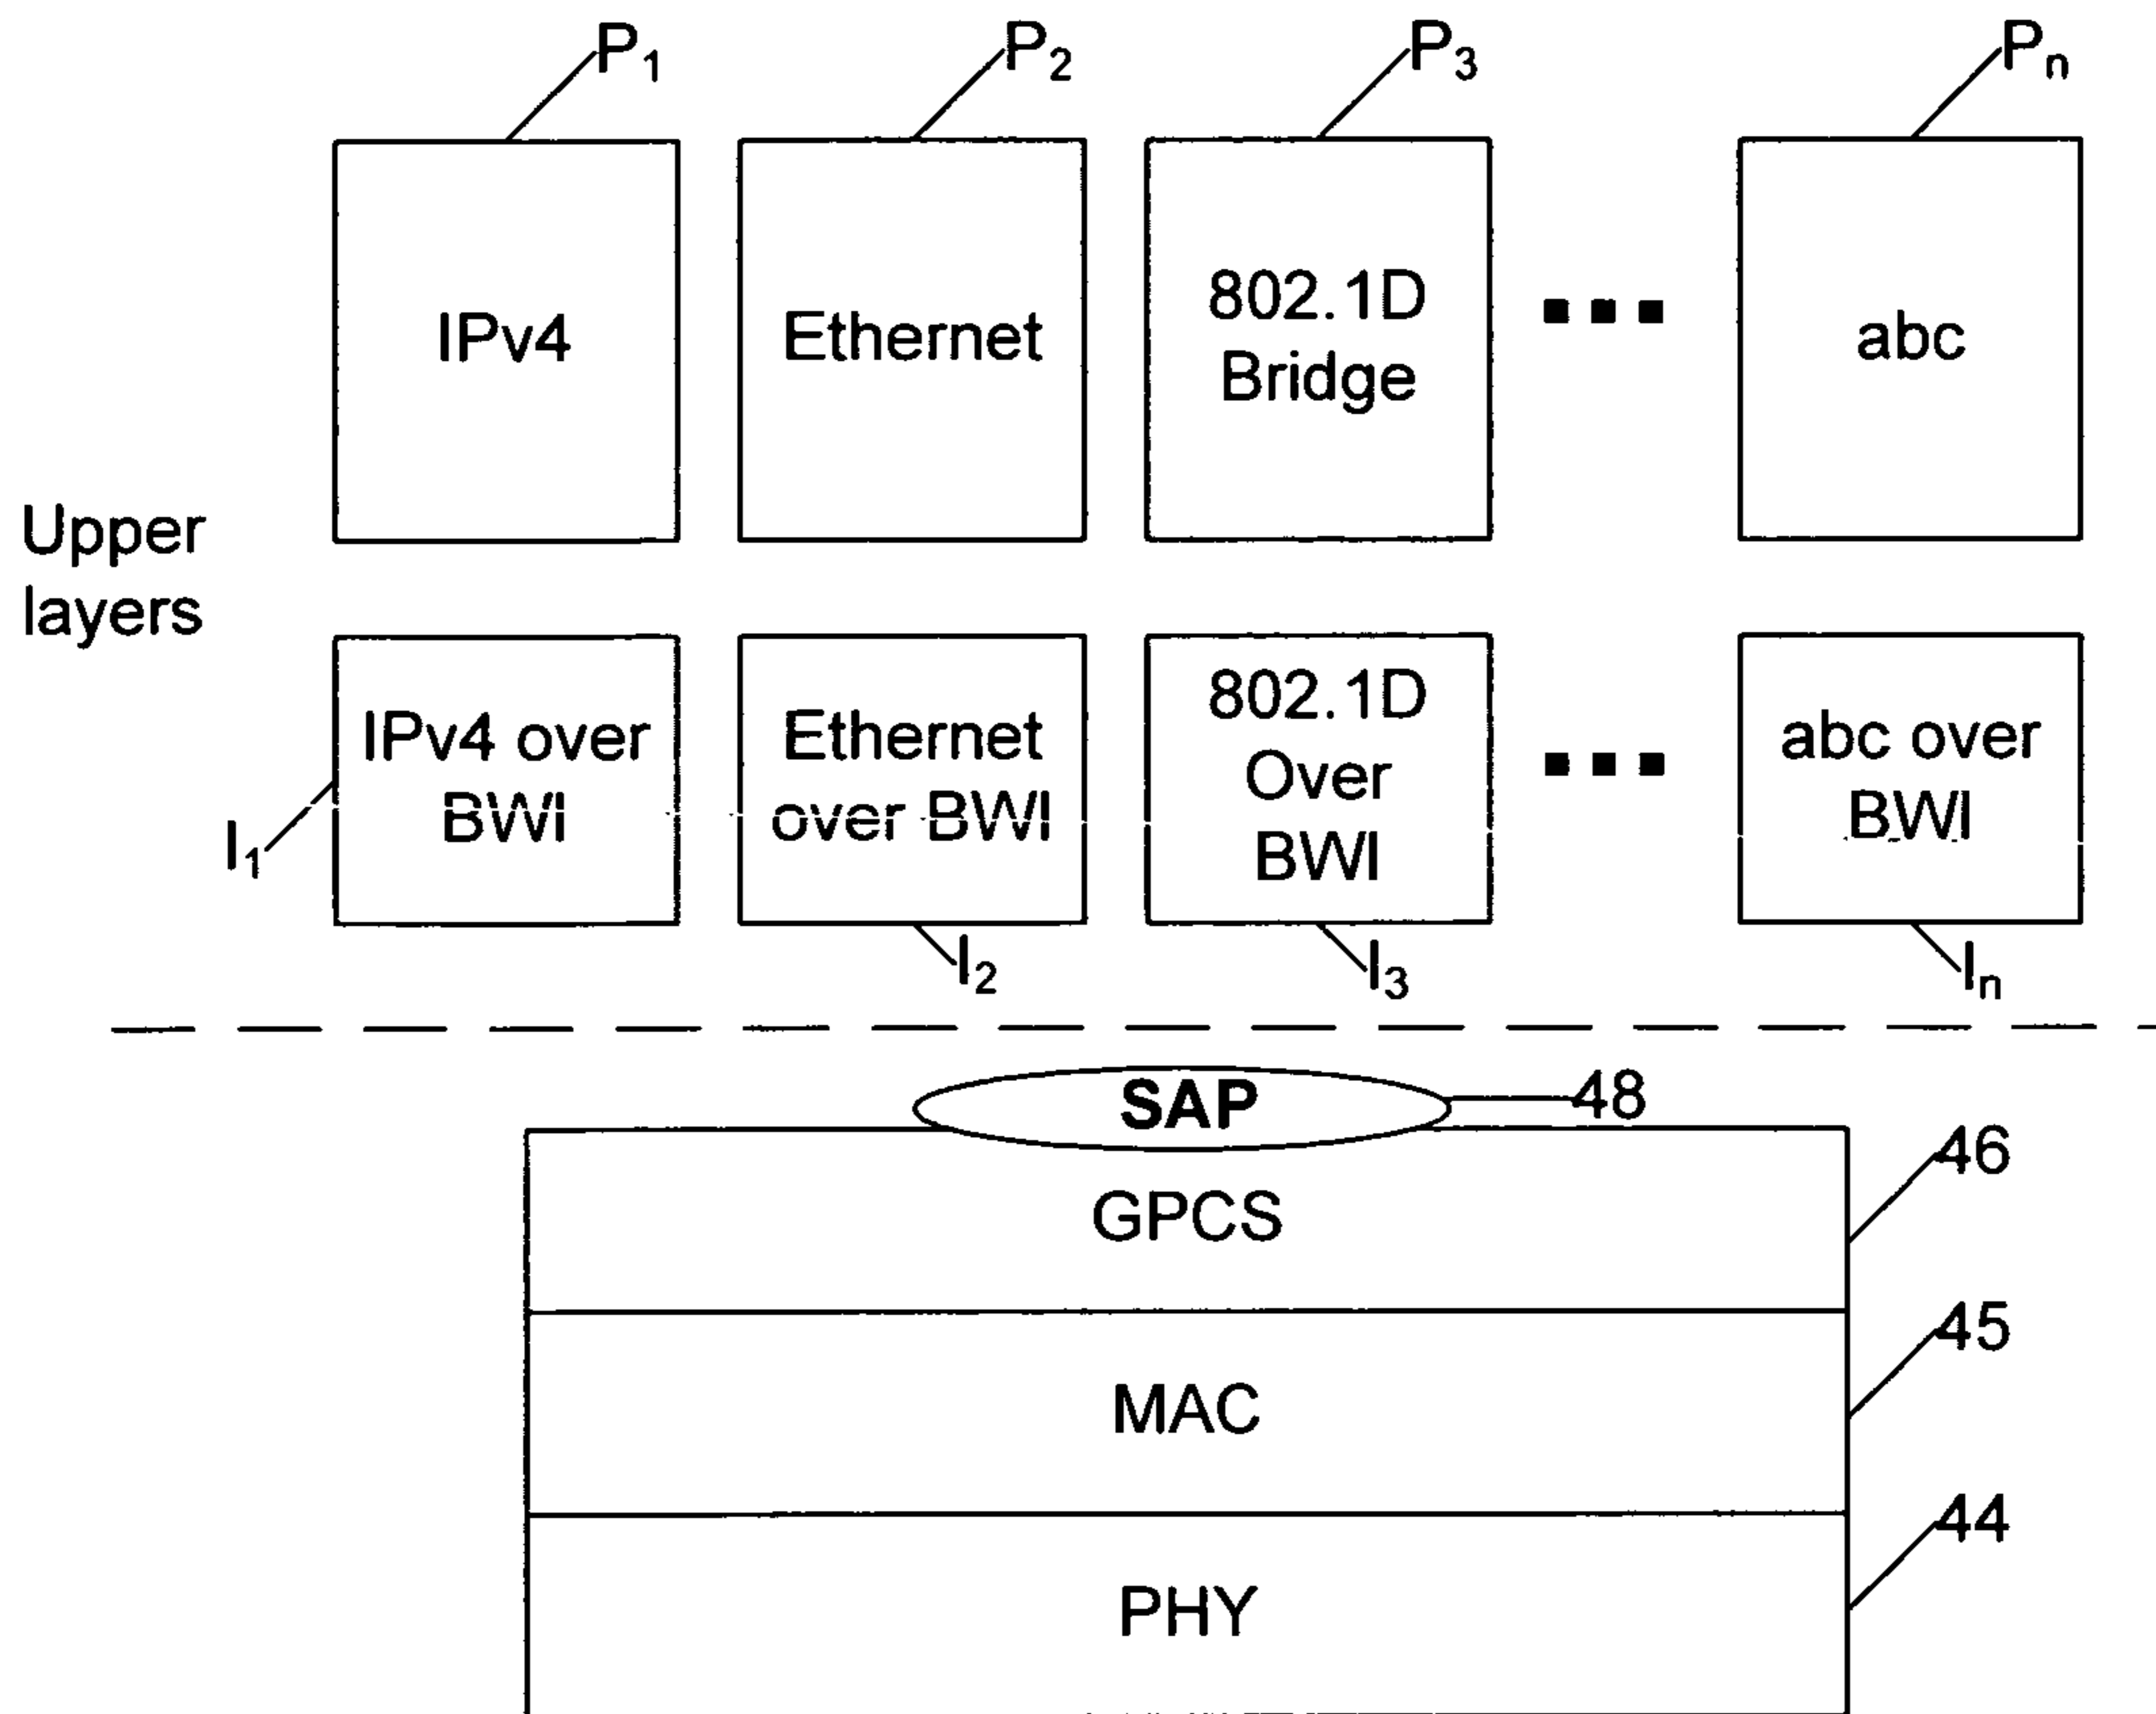 P1
P2
P3
Pn
IPv4
Ethernet
802.1D
Bridge
abc
Upper
layers
IPv4 over
BWI
Ethernet
over BWI
802.1D
Over
BWI
abc over
BWI
I1
I2
I3
In
SAP
48
46
GPCS
45
MAC
44
PHY